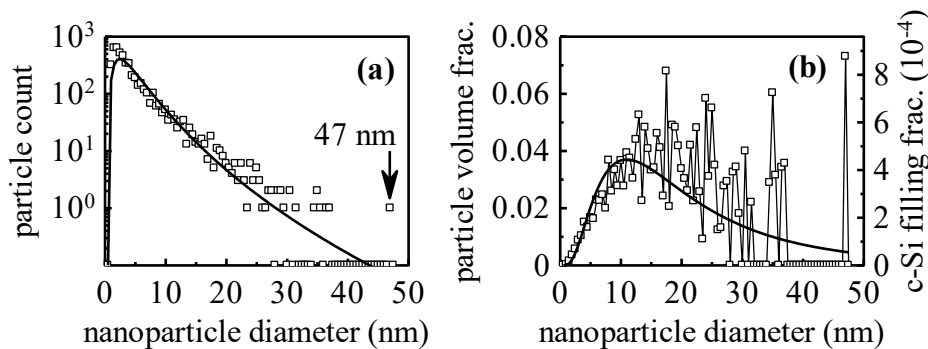 10^3
10^2
10^1
10^0
particle count
(a)
47 nm
0 10 20 30 40 50
nanoparticle diameter (nm)
0.08
0.06
0.04
0.02
0
particle volume frac.
(b)
8
6
4
2
0
c-Si filling frac. (10^-4)
0 10 20 30 40 50
nanoparticle diameter (nm)